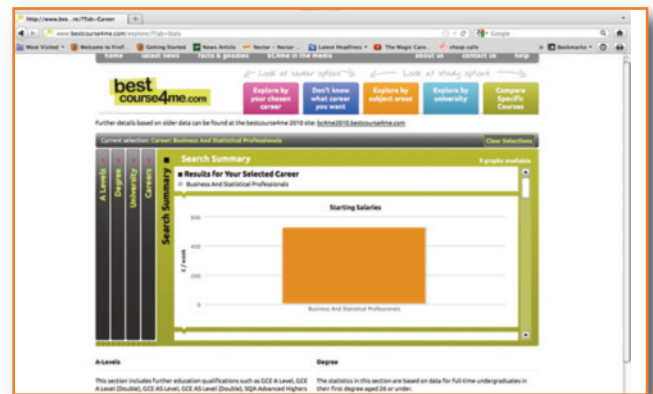 http://www.bes...re/?Tab=Career
www.bestcourse4me.com/explore/?Tab=Stats
Google
Most Visited
Welcome to Firef...
Getting Started
News Article
Nectar - Nectar ...
Latest Headlines
The Magic Care...
cheap calls
Bookmarks
home latest news facts & goodies bc4me in the media about us contact us help
Look at career options
Look at study options
best
course4me.com
Explore by
your chosen
career
Don't know
what career
you want
Explore by
subject areas
Explore by
university
Compare
Specific
Courses
Further details based on older data can be found at the bestcourse4me 2010 site: bc4me2010.bestcourse4me.com
Current selection: Career: Business And Statistical Professionals
Clear Selections
A Levels
Degree
University
Careers
Search Summary
Search Summary
9 graphs available
Results for Your Selected Career
Business And Statistical Professionals
Starting Salaries
600
400
200
0
£ / week
Business And Statistical Professionals
A-Levels
This section includes further education qualifications such as GCE A Level, GCE
A Level (Double), GCE AS Level, GCE AS Level (Double), SQA Advanced Highers
Degree
The statistics in this section are based on data for full-time undergraduates in
their first degree aged 26 or under.